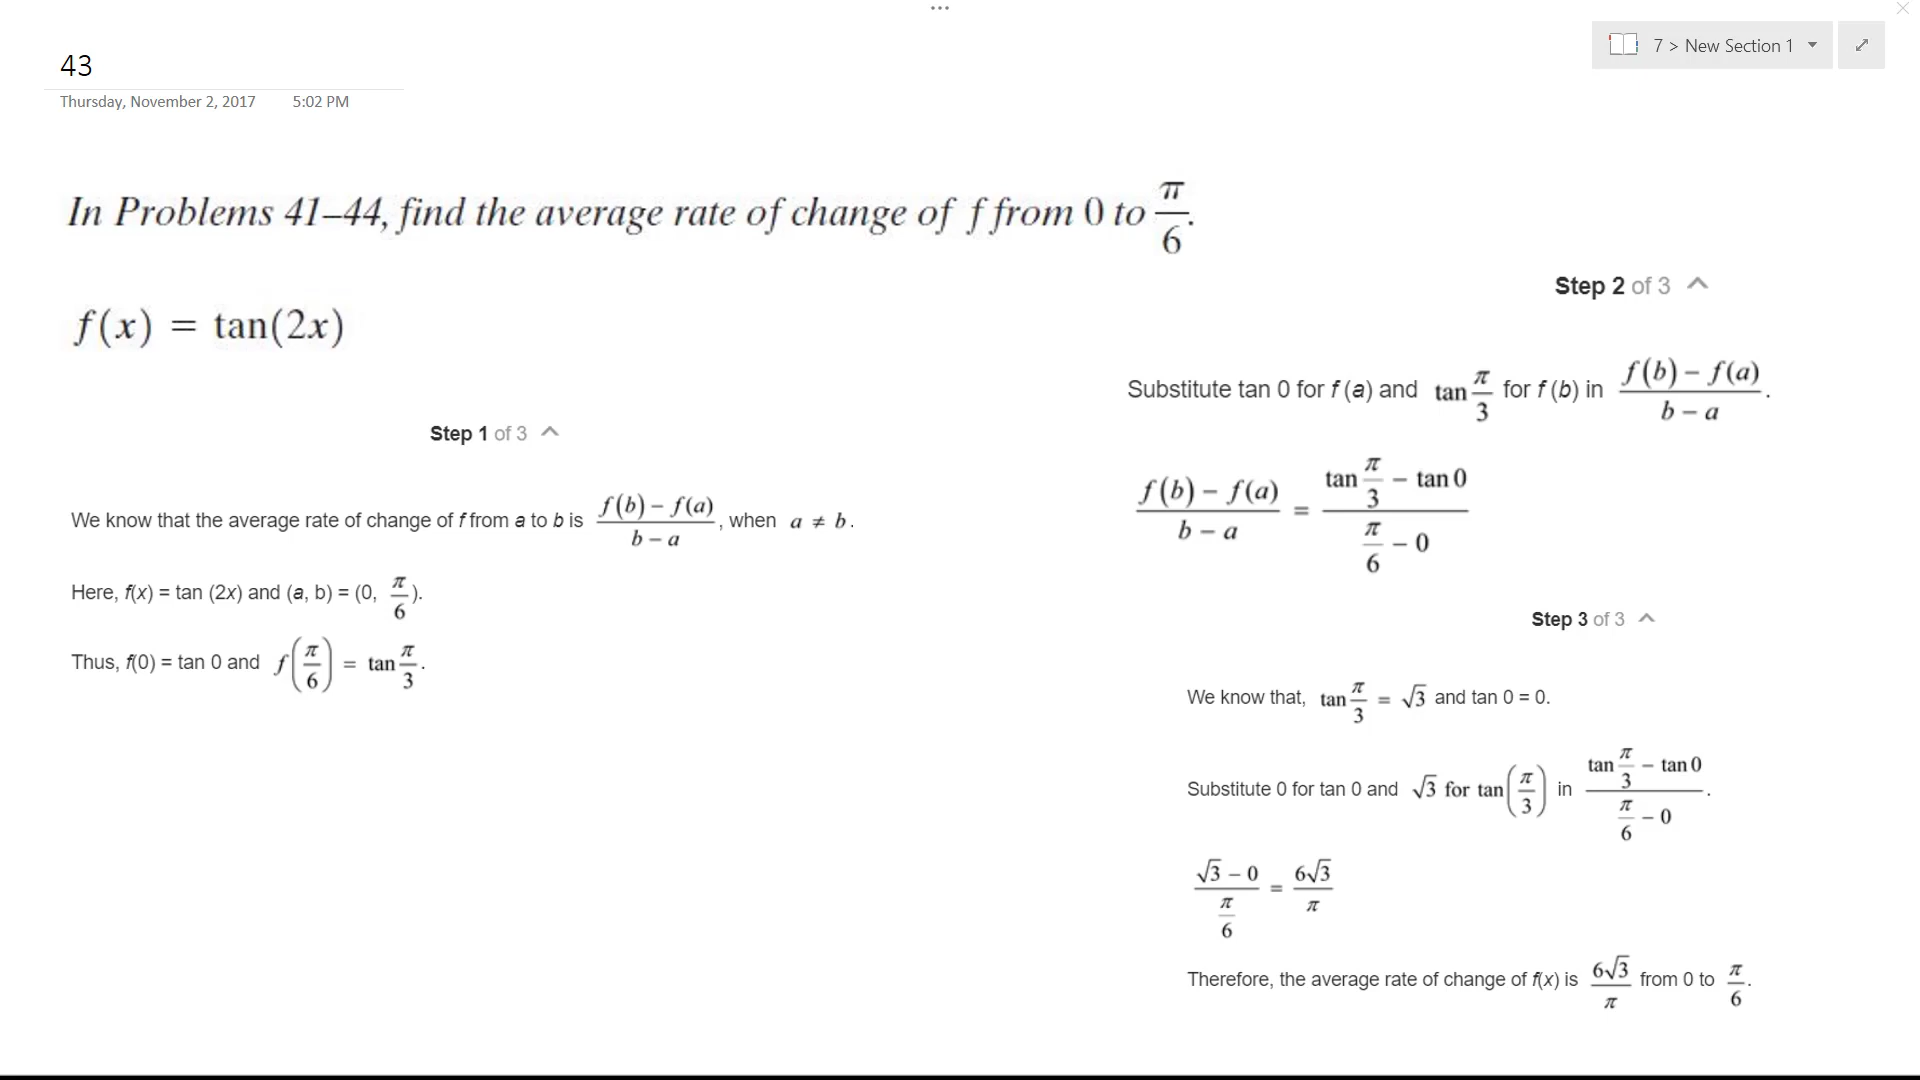 ...
7 > New Section 1
43
Thursday, November 2, 2017 5:02 PM
In Problems 41–44, find the average rate of change of f from 0 to π/6.
f(x) = tan(2x)
Step 1 of 3
We know that the average rate of change of f from a to b is (f(b) − f(a))/(b − a), when a ≠ b.
Here, f(x) = tan (2x) and (a, b) = (0, π/6).
Thus, f(0) = tan 0 and f(π/6) = tan π/3.
Step 2 of 3
Substitute tan 0 for f (a) and tan π/3 for f (b) in (f(b) − f(a))/(b − a).
(f(b) − f(a))/(b − a) = (tan π/3 − tan 0)/(π/6 − 0)
Step 3 of 3
We know that, tan π/3 = √3 and tan 0 = 0.
Substitute 0 for tan 0 and √3 for tan(π/3) in (tan π/3 − tan 0)/(π/6 − 0).
(√3 − 0)/(π/6) = 6√3/π
Therefore, the average rate of change of f(x) is 6√3/π from 0 to π/6.